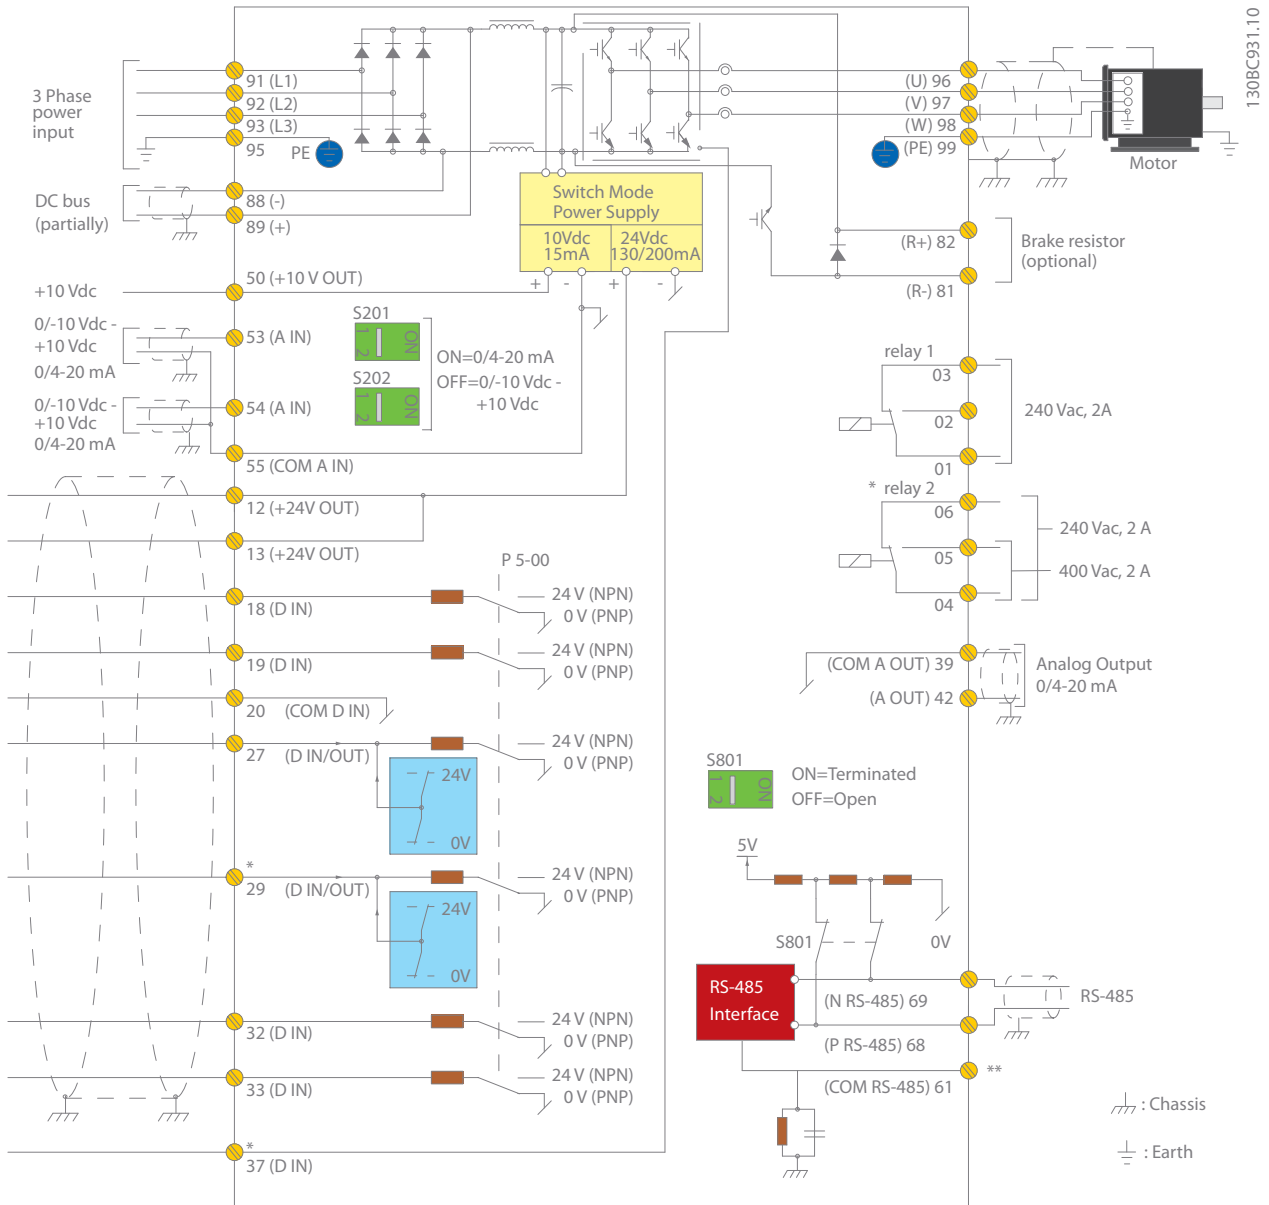 130BC931.10
3 Phase
power
input
91 (L1)
92 (L2)
93 (L3)
95
PE
DC bus
(partially)
88 (-)
89 (+)
Switch Mode
Power Supply
10Vdc
15mA
24Vdc
130/200mA
+ - + -
(U) 96
(V) 97
(W) 98
(PE) 99
Motor
(R+) 82
(R-) 81
Brake resistor
(optional)
+10 Vdc
50 (+10 V OUT)
0/-10 Vdc -
+10 Vdc
0/4-20 mA
53 (A IN)
0/-10 Vdc -
+10 Vdc
0/4-20 mA
54 (A IN)
55 (COM A IN)
S201
1 2 ON
S202
1 2 ON
ON=0/4-20 mA
OFF=0/-10 Vdc -
+10 Vdc
relay 1
03
02
01
240 Vac, 2A
* relay 2
06
05
04
240 Vac, 2 A
400 Vac, 2 A
12 (+24V OUT)
13 (+24V OUT)
P 5-00
18 (D IN)
24 V (NPN)
0 V (PNP)
19 (D IN)
24 V (NPN)
0 V (PNP)
20 (COM D IN)
27 (D IN/OUT)
24 V (NPN)
0 V (PNP)
24V
0V
*
29 (D IN/OUT)
24 V (NPN)
0 V (PNP)
24V
0V
32 (D IN)
24 V (NPN)
0 V (PNP)
33 (D IN)
24 V (NPN)
0 V (PNP)
*
37 (D IN)
(COM A OUT) 39
(A OUT) 42
Analog Output
0/4-20 mA
S801
1 2 ON
ON=Terminated
OFF=Open
5V
S801
0V
RS-485
Interface
(N RS-485) 69
(P RS-485) 68
(COM RS-485) 61
RS-485
**
: Chassis
: Earth